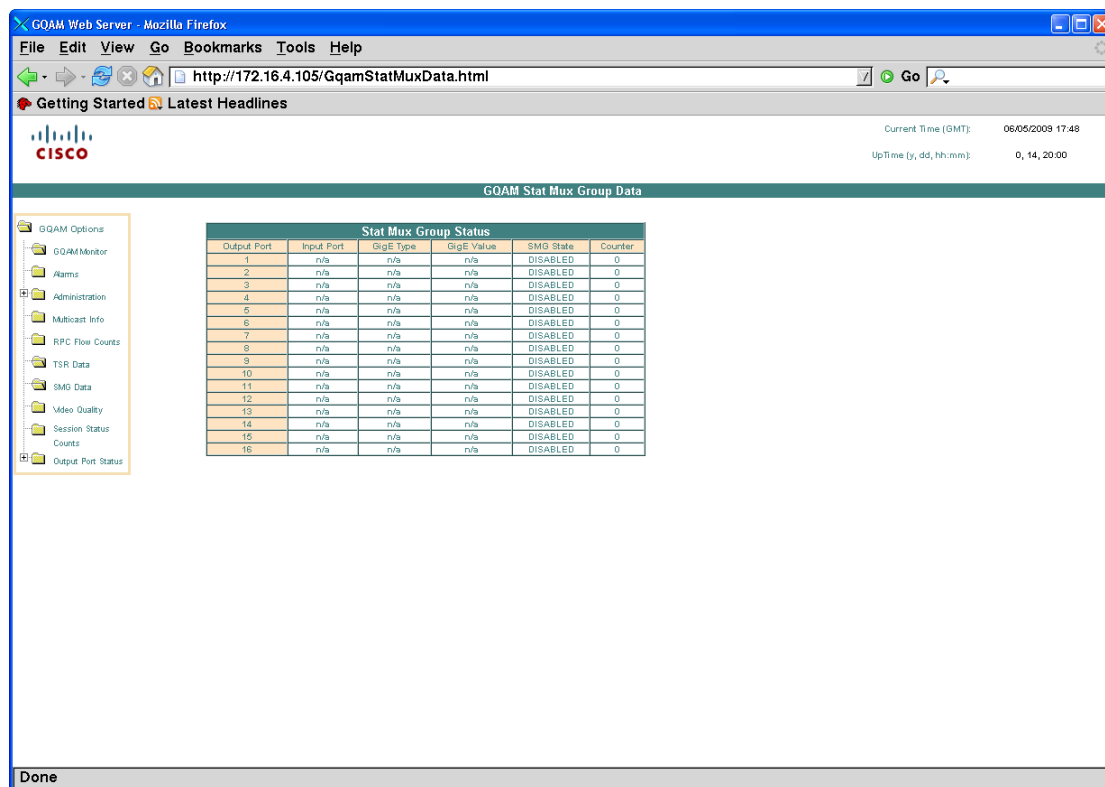 GQAM Web Server - Mozilla Firefox
File Edit View Go Bookmarks Tools Help
http://172.16.4.105/GqamStatMuxData.html
Go
Getting Started Latest Headlines
CISCO
Current Time (GMT): 06/05/2009 17:48
UpTime (y, dd, hh:mm): 0, 14, 20:00
GQAM Stat Mux Group Data
GQAM Options
GQAM Monitor
Alarms
Administration
Multicast Info
RPC Flow Counts
TSR Data
SMG Data
Video Quality
Session Status
Counts
Output Port Status
Stat Mux Group Status
Output Port Input Port GigE Type GigE Value SMG State Counter
1 n/a n/a n/a DISABLED 0
2 n/a n/a n/a DISABLED 0
3 n/a n/a n/a DISABLED 0
4 n/a n/a n/a DISABLED 0
5 n/a n/a n/a DISABLED 0
6 n/a n/a n/a DISABLED 0
7 n/a n/a n/a DISABLED 0
8 n/a n/a n/a DISABLED 0
9 n/a n/a n/a DISABLED 0
10 n/a n/a n/a DISABLED 0
11 n/a n/a n/a DISABLED 0
12 n/a n/a n/a DISABLED 0
13 n/a n/a n/a DISABLED 0
14 n/a n/a n/a DISABLED 0
15 n/a n/a n/a DISABLED 0
16 n/a n/a n/a DISABLED 0
Done